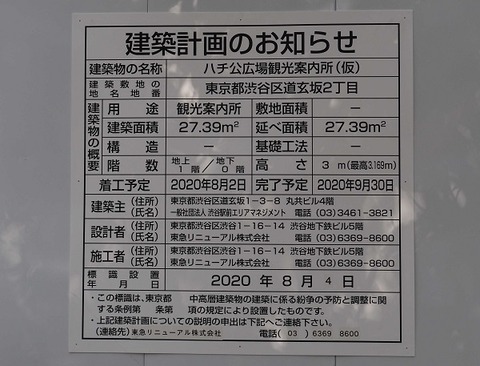 建築計画のお知らせ
建築物の名称 ハチ公広場観光案内所(仮)
建築敷地の地名地番 東京都渋谷区道玄坂2丁目
建築物の概要
用途 観光案内所 敷地面積 －
建築面積 27.39m² 延べ面積 27.39m²
構造 － 基礎工法 －
階数 地上1階/地下0階 高さ 3 m(最高3.169m)
着工予定 2020年8月2日 完了予定 2020年9月30日
建築主(住所) 東京都渋谷区道玄坂1-3-8 丸共ビル4階
(氏名) 一般社団法人 渋谷駅前エリアマネジメント 電話(03)3461-3821
設計者(住所) 東京都渋谷区渋谷1-16-14 渋谷地下鉄ビル5階
(氏名) 東急リニューアル株式会社 電話(03)6369-8600
施工者(住所) 東京都渋谷区渋谷1-16-14 渋谷地下鉄ビル5階
(氏名) 東急リニューアル株式会社 電話(03)6369-8600
標識設置年月日 2020 年 8 月 4 日
・この標識は、東京都 中高層建築物の建築に係る紛争の予防と調整に関
する条例第 条第 項の規定により設置したものです。
・上記建築計画についての説明の申出は下記へご連絡下さい。
(連絡先) 東急リニューアル株式会社 電話( 03 ) 6369 8600